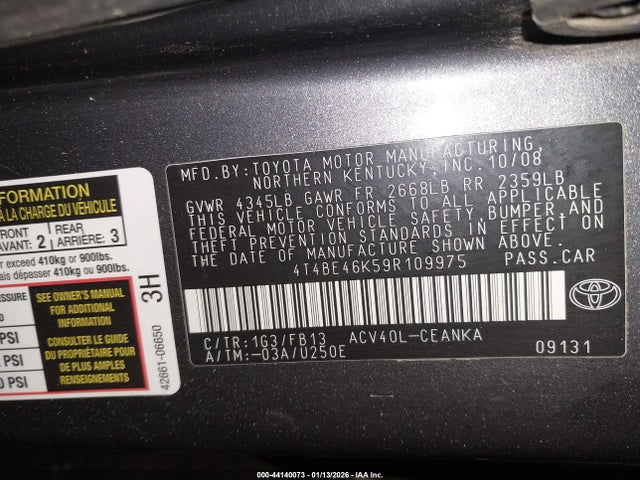 MFD.BY: TOYOTA MOTOR MANUFACTURING,
NORTHERN KENTUCKY, INC. 10/08
GVWR 4345LB GAWR FR 2668LB RR 2359LB
THIS VEHICLE CONFORMS TO ALL APPLICABLE
FEDERAL MOTOR VEHICLE SAFETY, BUMPER, AND
THEFT PREVENTION STANDARDS IN EFFECT ON
THE DATE OF MANUFACTURE SHOWN ABOVE.
4T4BE46K59R109975 PASS.CAR
C/TR: 1G3/FB13 ACV40L-CEANKA
A/TM: -03A/U250E
09131
TOYOTA
FORMATION
À LA CHARGE DU VÉHICULE
REAR
AVANT: 2 ARRIÈRE: 3
exceed 410kg or 900lbs.
dépasser 410kg ou 900lbs.
SEE OWNER'S MANUAL
FOR ADDITIONAL
INFORMATION
CONSULTER LE GUIDE
DU PROPRIÉTAIRE POUR
DE PLUS AMPLES
RENSEIGNEMENTS
PSI
PSI
PSI
3H
42661-06650
000-44140073 - 01/13/2026 - IAA Inc.